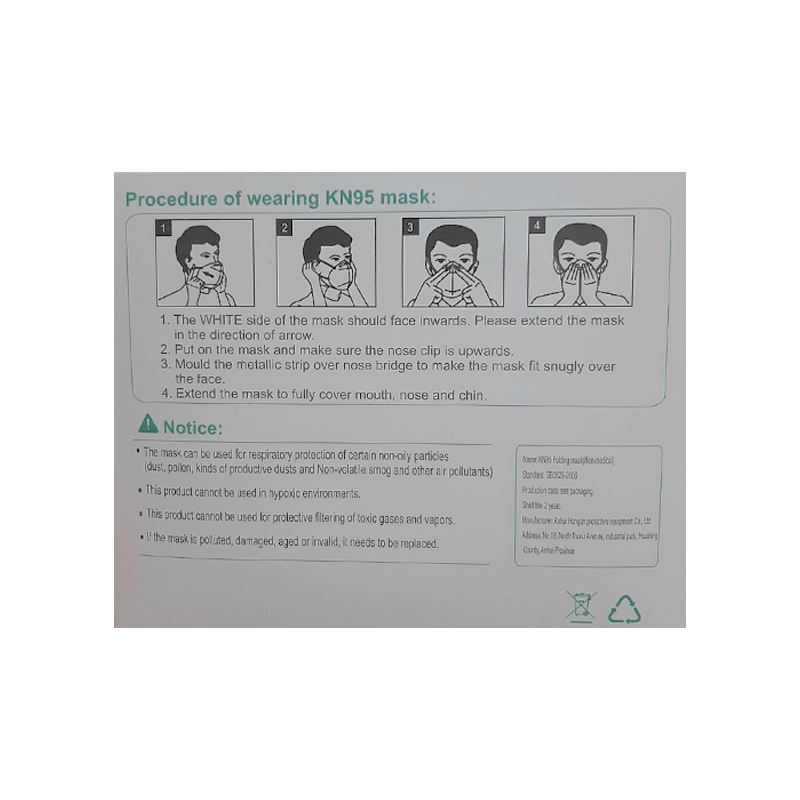 Procedure of wearing KN95 mask:
1
2
3
4
1. The WHITE side of the mask should face inwards. Please extend the mask
in the direction of arrow.
2. Put on the mask and make sure the nose clip is upwards.
3. Mould the metallic strip over nose bridge to make the mask fit snugly over
the face.
4. Extend the mask to fully cover mouth, nose and chin.
Notice:
• The mask can be used for respiratory protection of certain non-oily particles
(dust, pollen, kinds of productive dusts and Non-volatile smog and other air pollutants)
• This product cannot be used in hypoxic environments.
• This product cannot be used for protective filtering of toxic gases and vapors.
• If the mask is polluted, damaged, aged or invalid, it needs to be replaced.
Name: KN95 Folding mask(Non-medical)
Standard: GB2626-2006
Production date: see packaging
Shelf life: 2 years
Manufacturer: Anhui Hongan protective equipment Co., Ltd
Address: No.18, North Avenue, industrial park, Huaining
County, Anhui Province